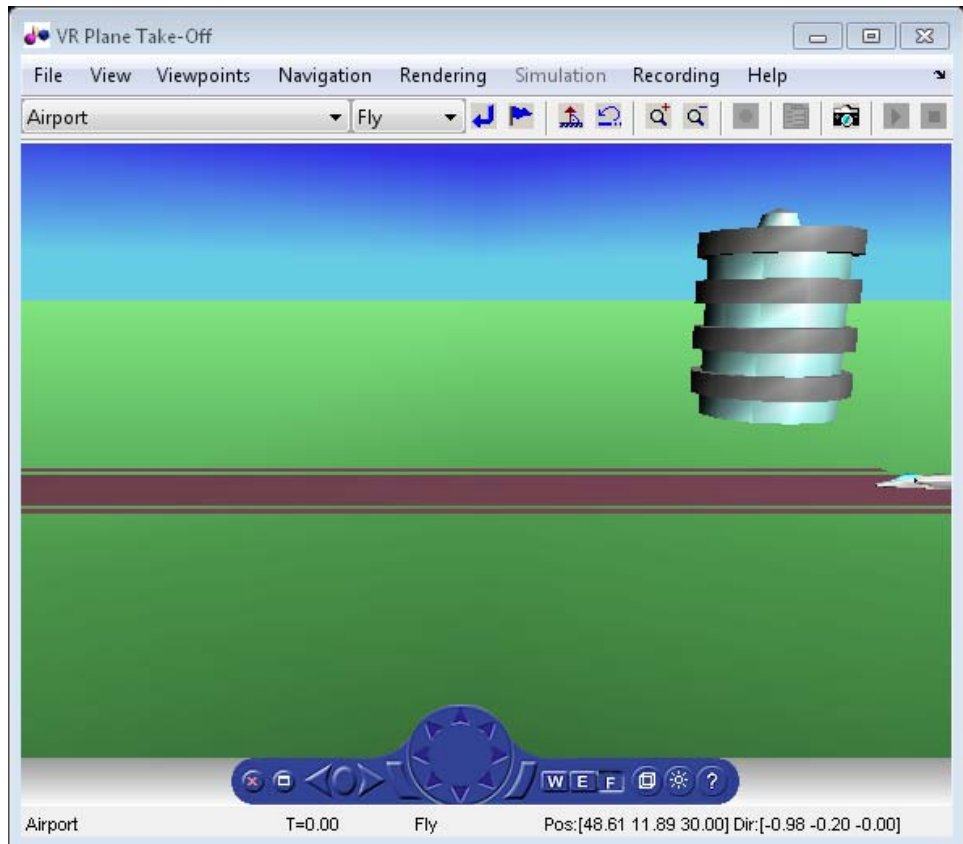 VR Plane Take-Off
File View Viewpoints Navigation Rendering Simulation Recording Help
Airport Fly
W E F ?
Airport T=0.00 Fly Pos:[48.61 11.89 30.00] Dir:[-0.98 -0.20 -0.00]